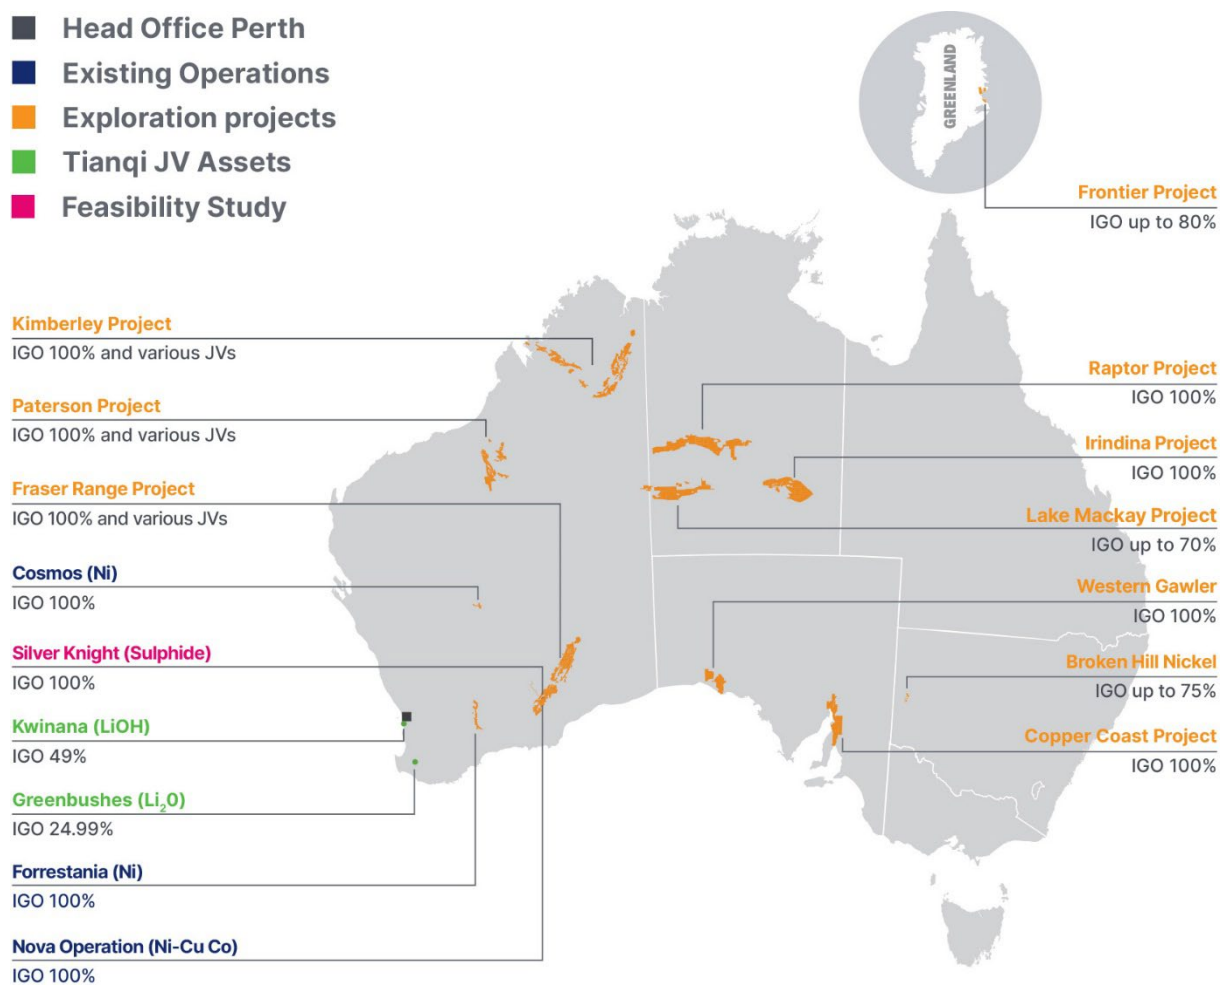 Head Office Perth
Existing Operations
Exploration projects
Tianqi JV Assets
Feasibility Study
GREENLAND
Frontier Project
IGO up to 80%
Kimberley Project
IGO 100% and various JVs
Paterson Project
IGO 100% and various JVs
Fraser Range Project
IGO 100% and various JVs
Cosmos (Ni)
IGO 100%
Silver Knight (Sulphide)
IGO 100%
Kwinana (LiOH)
IGO 49%
Greenbushes (Li₂0)
IGO 24.99%
Forrestania (Ni)
IGO 100%
Nova Operation (Ni-Cu Co)
IGO 100%
Raptor Project
IGO 100%
Irindina Project
IGO 100%
Lake Mackay Project
IGO up to 70%
Western Gawler
IGO 100%
Broken Hill Nickel
IGO up to 75%
Copper Coast Project
IGO 100%